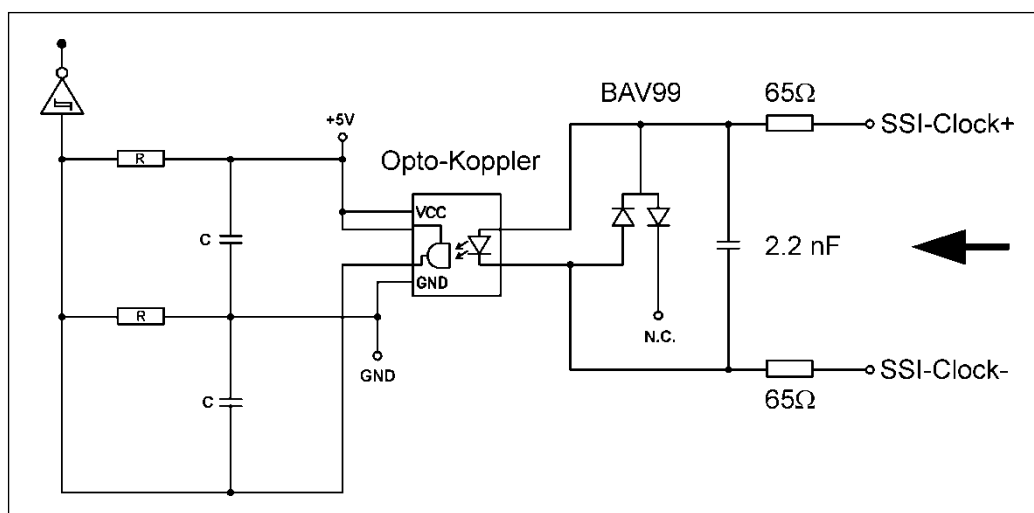 BAV99
65Ω
SSI-Clock+
+5V
Opto-Koppler
R
VCC
C
2.2 nF
GND
R
N.C.
GND
SSI-Clock-
65Ω
C